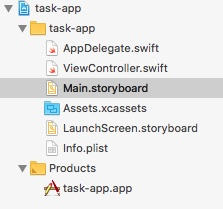 task-app
task-app
AppDelegate.swift
ViewController.swift
Main.storyboard
Assets.xcassets
LaunchScreen.storyboard
Info.plist
Products
task-app.app